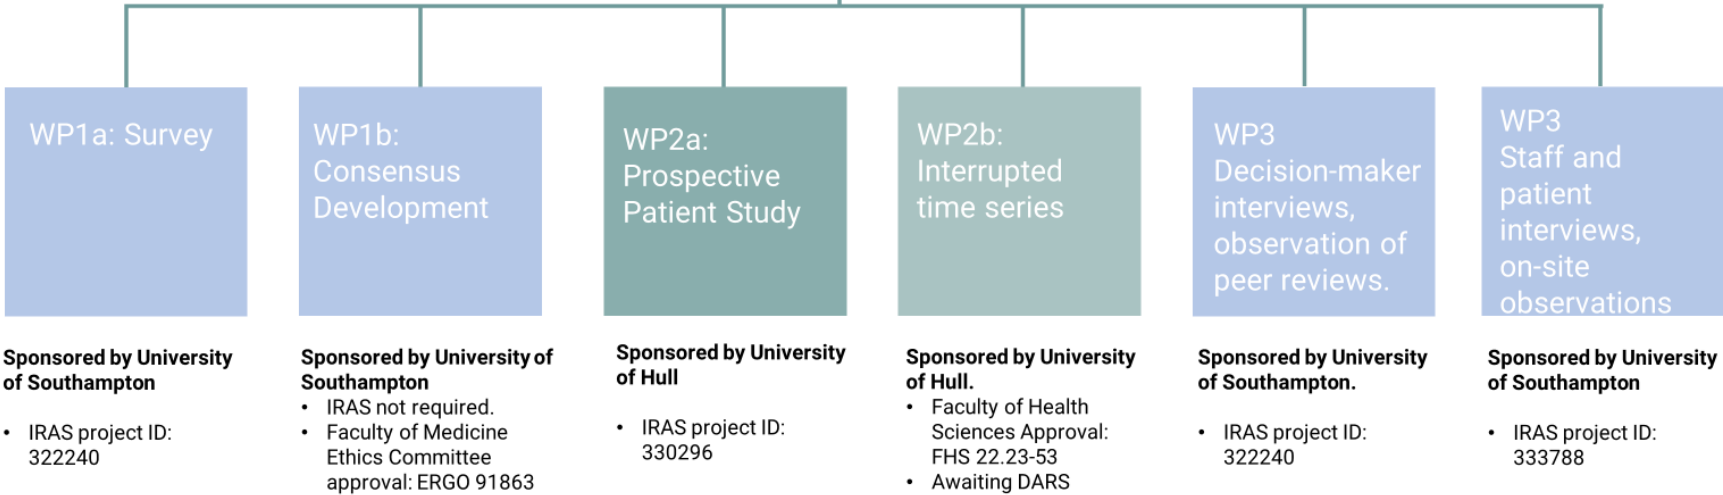 WP1a: Survey
WP1b:
Consensus
Development
WP2a:
Prospective
Patient Study
WP2b:
Interrupted
time series
WP3
Decision-maker
interviews,
observation of
peer reviews.
WP3
Staff and
patient
interviews,
on-site
observations
Sponsored by University
of Southampton
• IRAS project ID:
322240
Sponsored by University of
Southampton
• IRAS not required.
• Faculty of Medicine
Ethics Committee
approval: ERGO 91863
Sponsored by University
of Hull
• IRAS project ID:
330296
Sponsored by University
of Hull.
• Faculty of Health
Sciences Approval:
FHS 22.23-53
• Awaiting DARS
Sponsored by University
of Southampton.
• IRAS project ID:
322240
Sponsored by University
of Southampton
• IRAS project ID:
333788